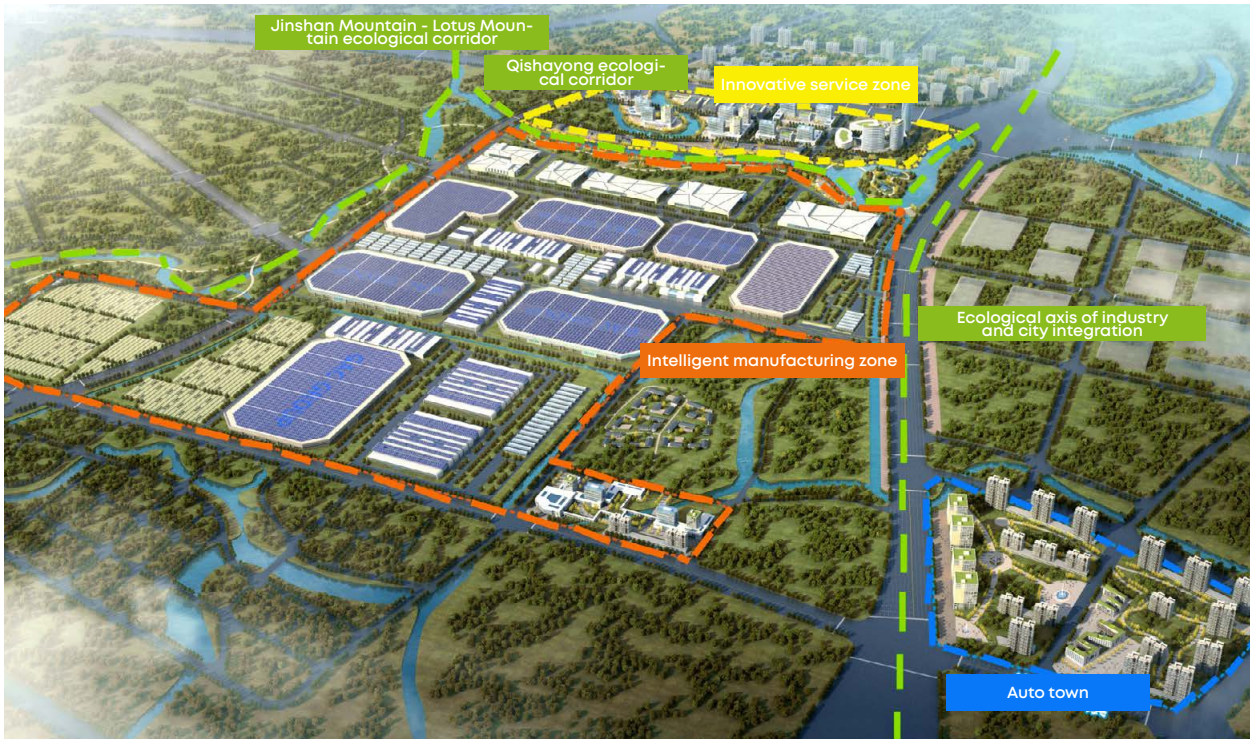 Jinshan Mountain - Lotus Moun-
tain ecological corridor
Qishayong ecologi-
cal corridor
Innovative service zone
Ecological axis of industry
and city integration
Intelligent manufacturing zone
Auto town